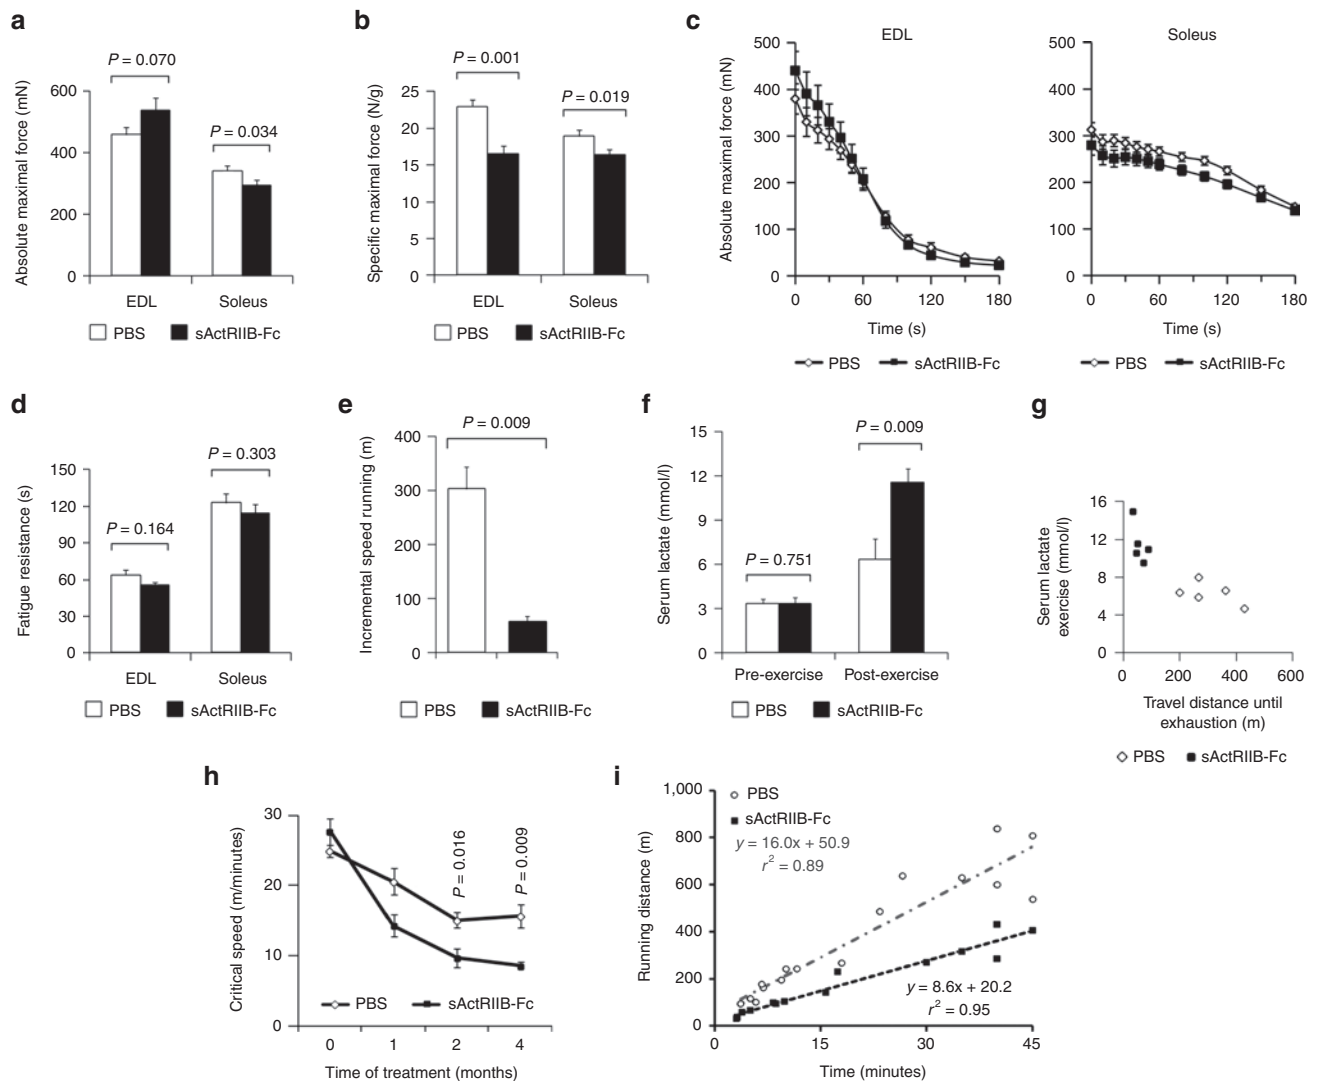 a
P = 0.070
P = 0.034
Absolute maximal force (mN)
600
400
200
0
EDL
Soleus
PBS
sActRIIB-Fc
b
P = 0.001
P = 0.019
Specific maximal force (N/g)
25
20
15
10
5
0
EDL
Soleus
PBS
sActRIIB-Fc
c
EDL
Absolute maximal force (mN)
500
400
300
200
100
0
0
60
120
180
Time (s)
PBS
sActRIIB-Fc
Soleus
500
400
300
200
100
0
0
60
120
180
Time (s)
PBS
sActRIIB-Fc
d
P = 0.303
P = 0.164
Fatigue resistance (s)
150
120
90
60
30
0
EDL
Soleus
PBS
sActRIIB-Fc
e
P = 0.009
Incremental speed running (m)
400
300
200
100
0
PBS
sActRIIB-Fc
f
P = 0.009
P = 0.751
Serum lactate (mmol/l)
15
12
9
6
3
0
Pre-exercise
Post-exercise
PBS
sActRIIB-Fc
g
Serum lactate
exercise (mmol/l)
16
12
8
4
0
0
200
400
600
Travel distance until
exhaustion (m)
PBS
sActRIIB-Fc
h
Critical speed (m/minutes)
30
20
10
0
P = 0.016
P = 0.009
PBS
sActRIIB-Fc
0
1
2
4
Time of treatment (months)
i
Running distance (m)
1,000
800
600
400
200
0
PBS
sActRIIB-Fc
y = 16.0x + 50.9
r² = 0.89
y = 8.6x + 20.2
r² = 0.95
0
15
30
45
Time (minutes)